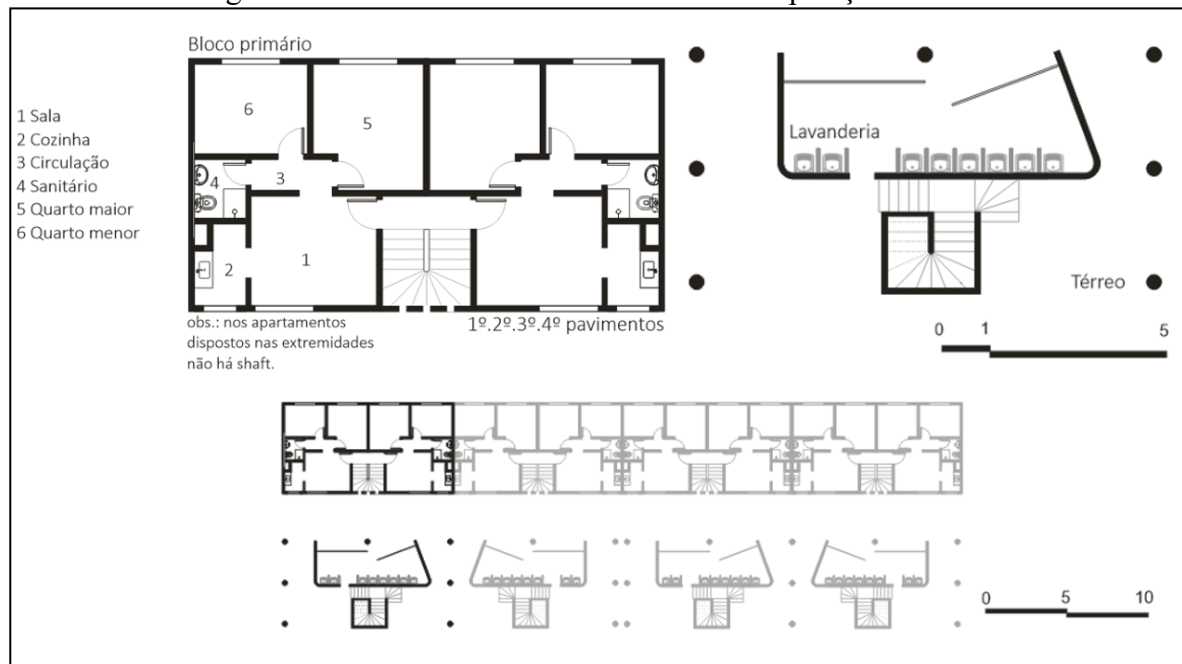 Bloco primário
1 Sala
2 Cozinha
3 Circulação
4 Sanitário
5 Quarto maior
6 Quarto menor
6
5
4
3
2
1
obs.: nos apartamentos
dispostos nas extremidades
não há shaft.
1º.2º.3º.4º pavimentos
Lavanderia
Térreo
0 1 5
0 5 10